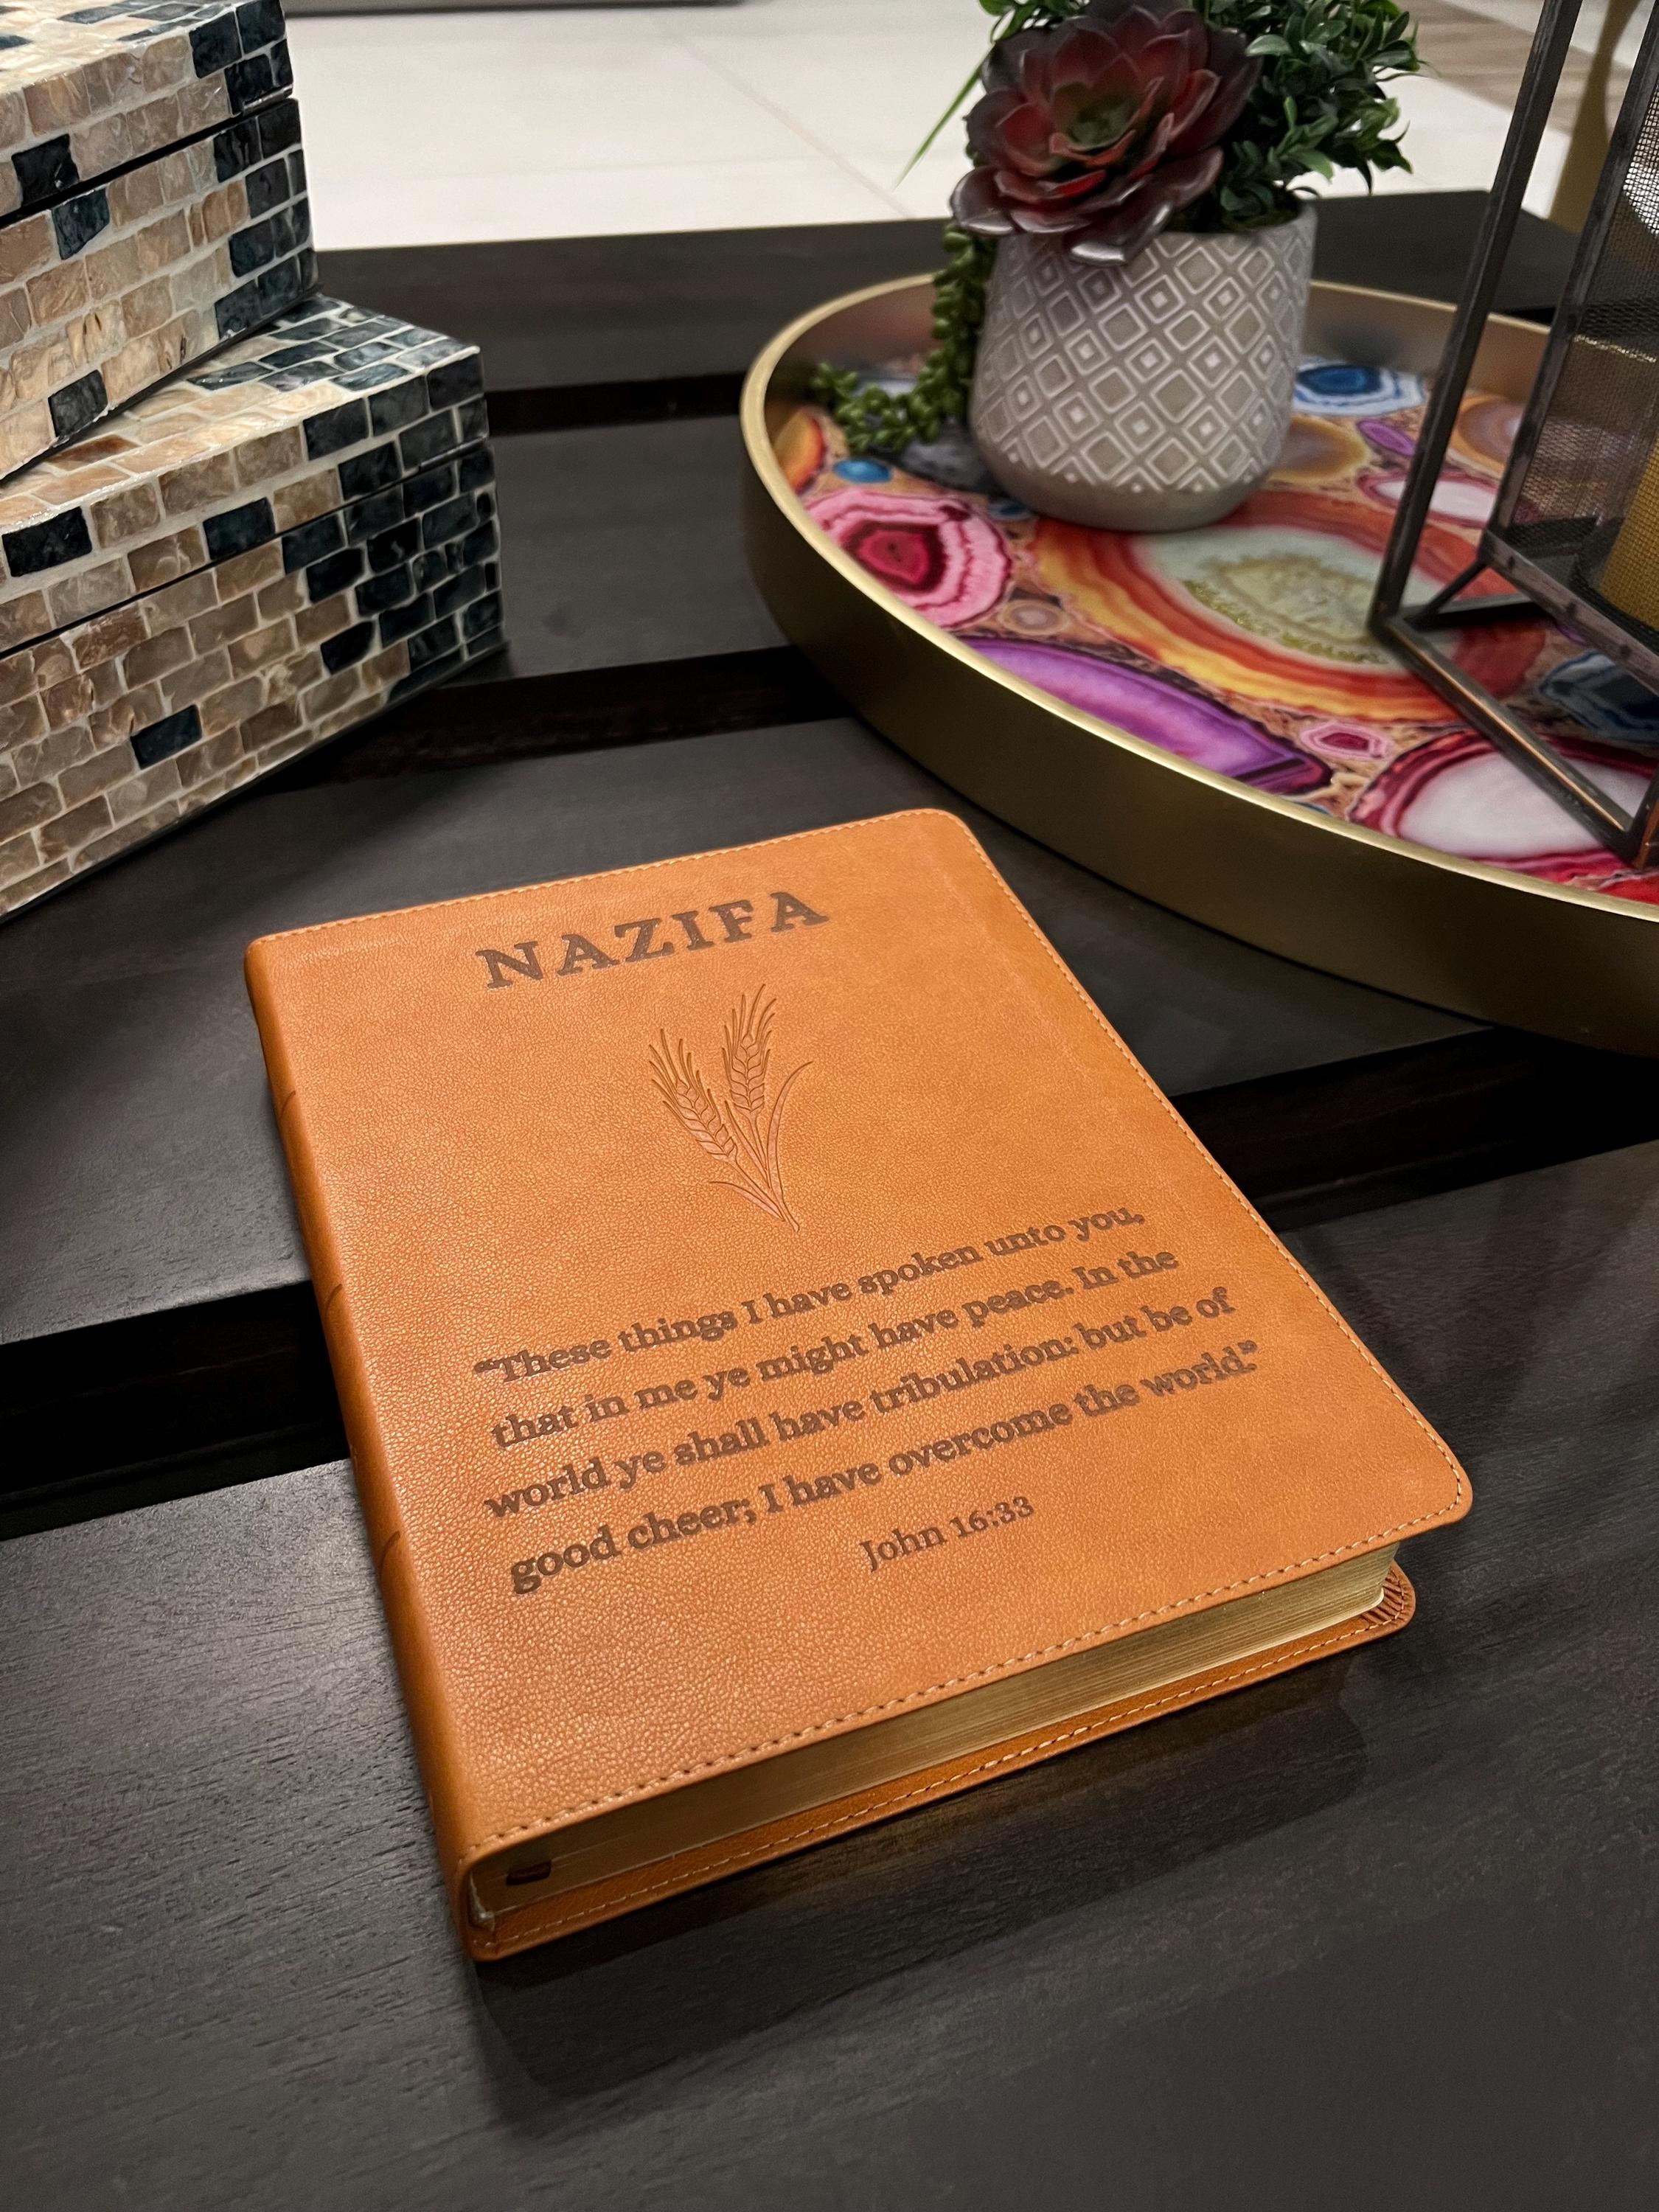 NAZIFA
“These things I have spoken unto you,
that in me ye might have peace. In the
world ye shall have tribulation: but be of
good cheer; I have overcome the world.”
John 16:33